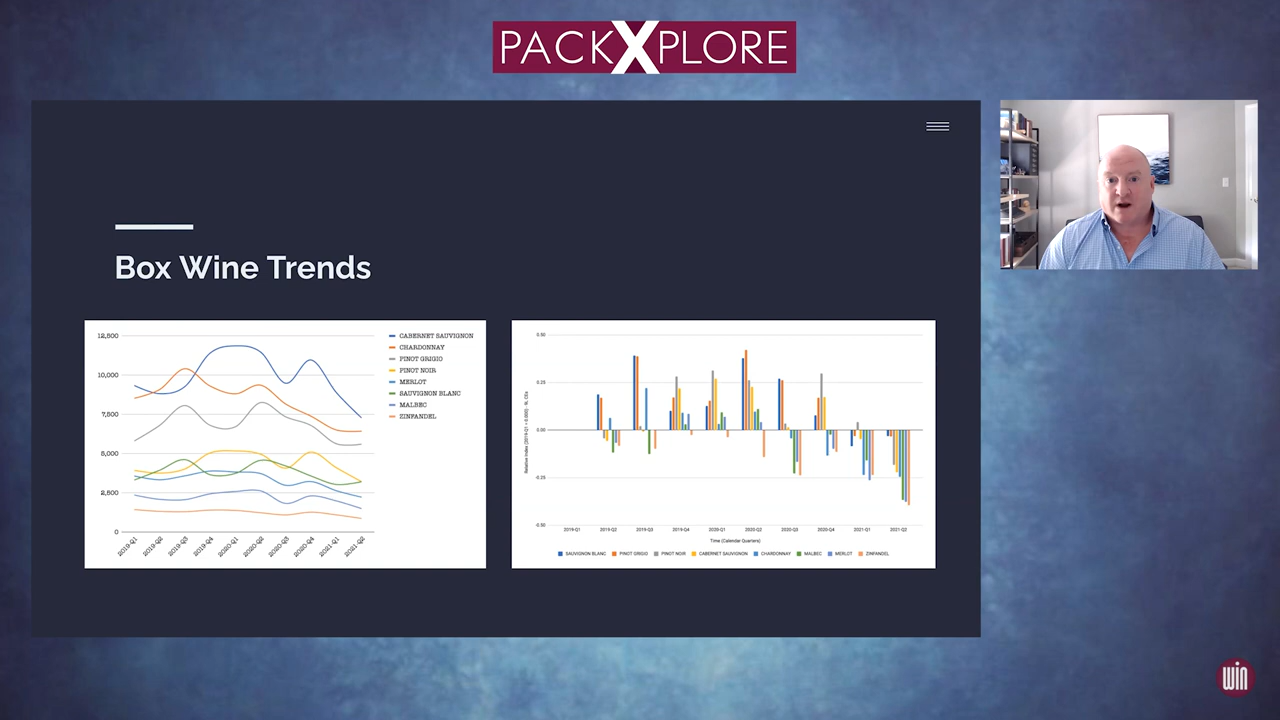 PACKXPLORE
Box Wine Trends
12,500
10,000
7,500
5,000
2,500
0
2019-Q1
2019-Q2
2019-Q3
2019-Q4
2020-Q1
2020-Q2
2020-Q3
2020-Q4
2021-Q1
2021-Q2
CABERNET SAUVIGNON
CHARDONNAY
PINOT GRIGIO
PINOT NOIR
MERLOT
SAUVIGNON BLANC
MALBEC
ZINFANDEL
0.50
0.25
0.00
-0.25
-0.50
2019-Q1 2019-Q2 2019-Q3 2019-Q4 2020-Q1 2020-Q2 2020-Q3 2020-Q4 2021-Q1 2021-Q2
Time (Calendar Quarters)
SAUVIGNON BLANC PINOT GRIGIO PINOT NOIR CABERNET SAUVIGNON CHARDONNAY MALBEC MERLOT ZINFANDEL
win